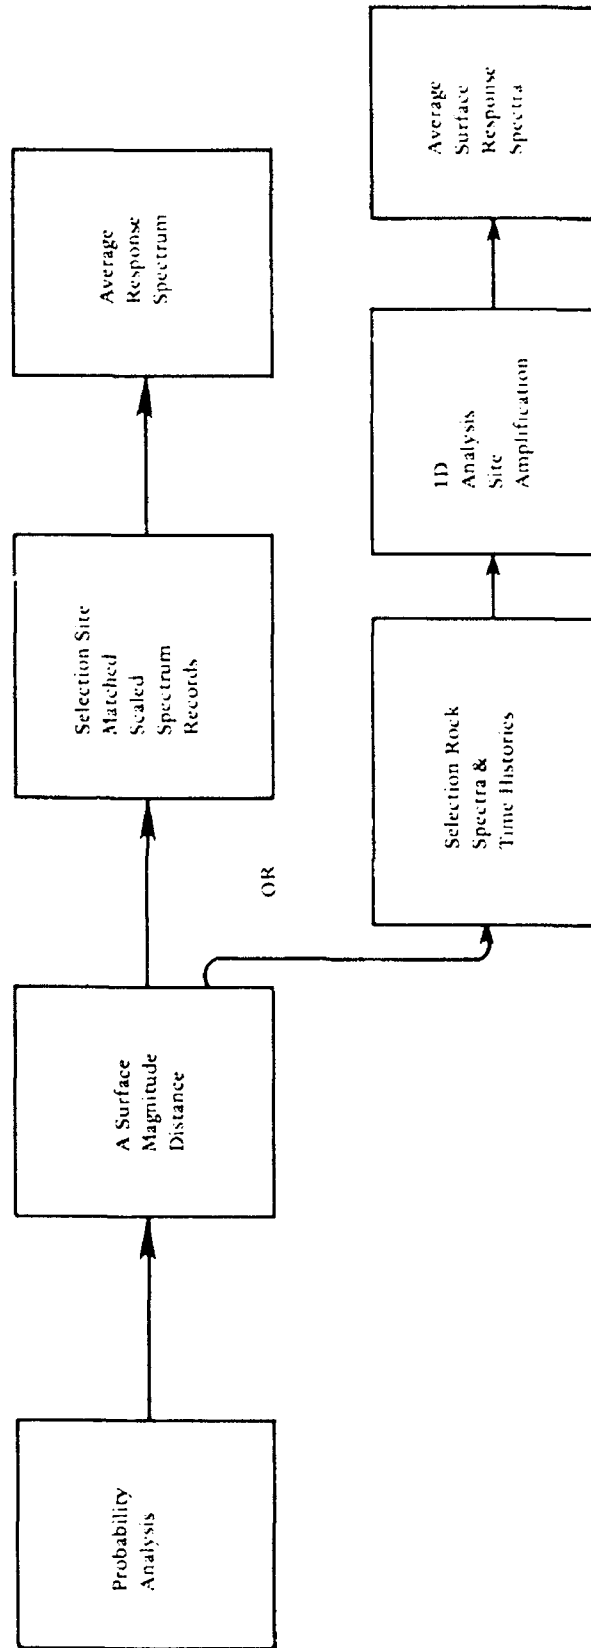 Probability
Analysis
A Surface
Magnitude
Distance
Selection Site
Matched
Scaled
Spectrum
Records
Average
Response
Spectrum
OR
Selection Rock
Spectra &
Time Histories
1D
Analysis
Site
Amplification
Average
Surface
Response
Spectra